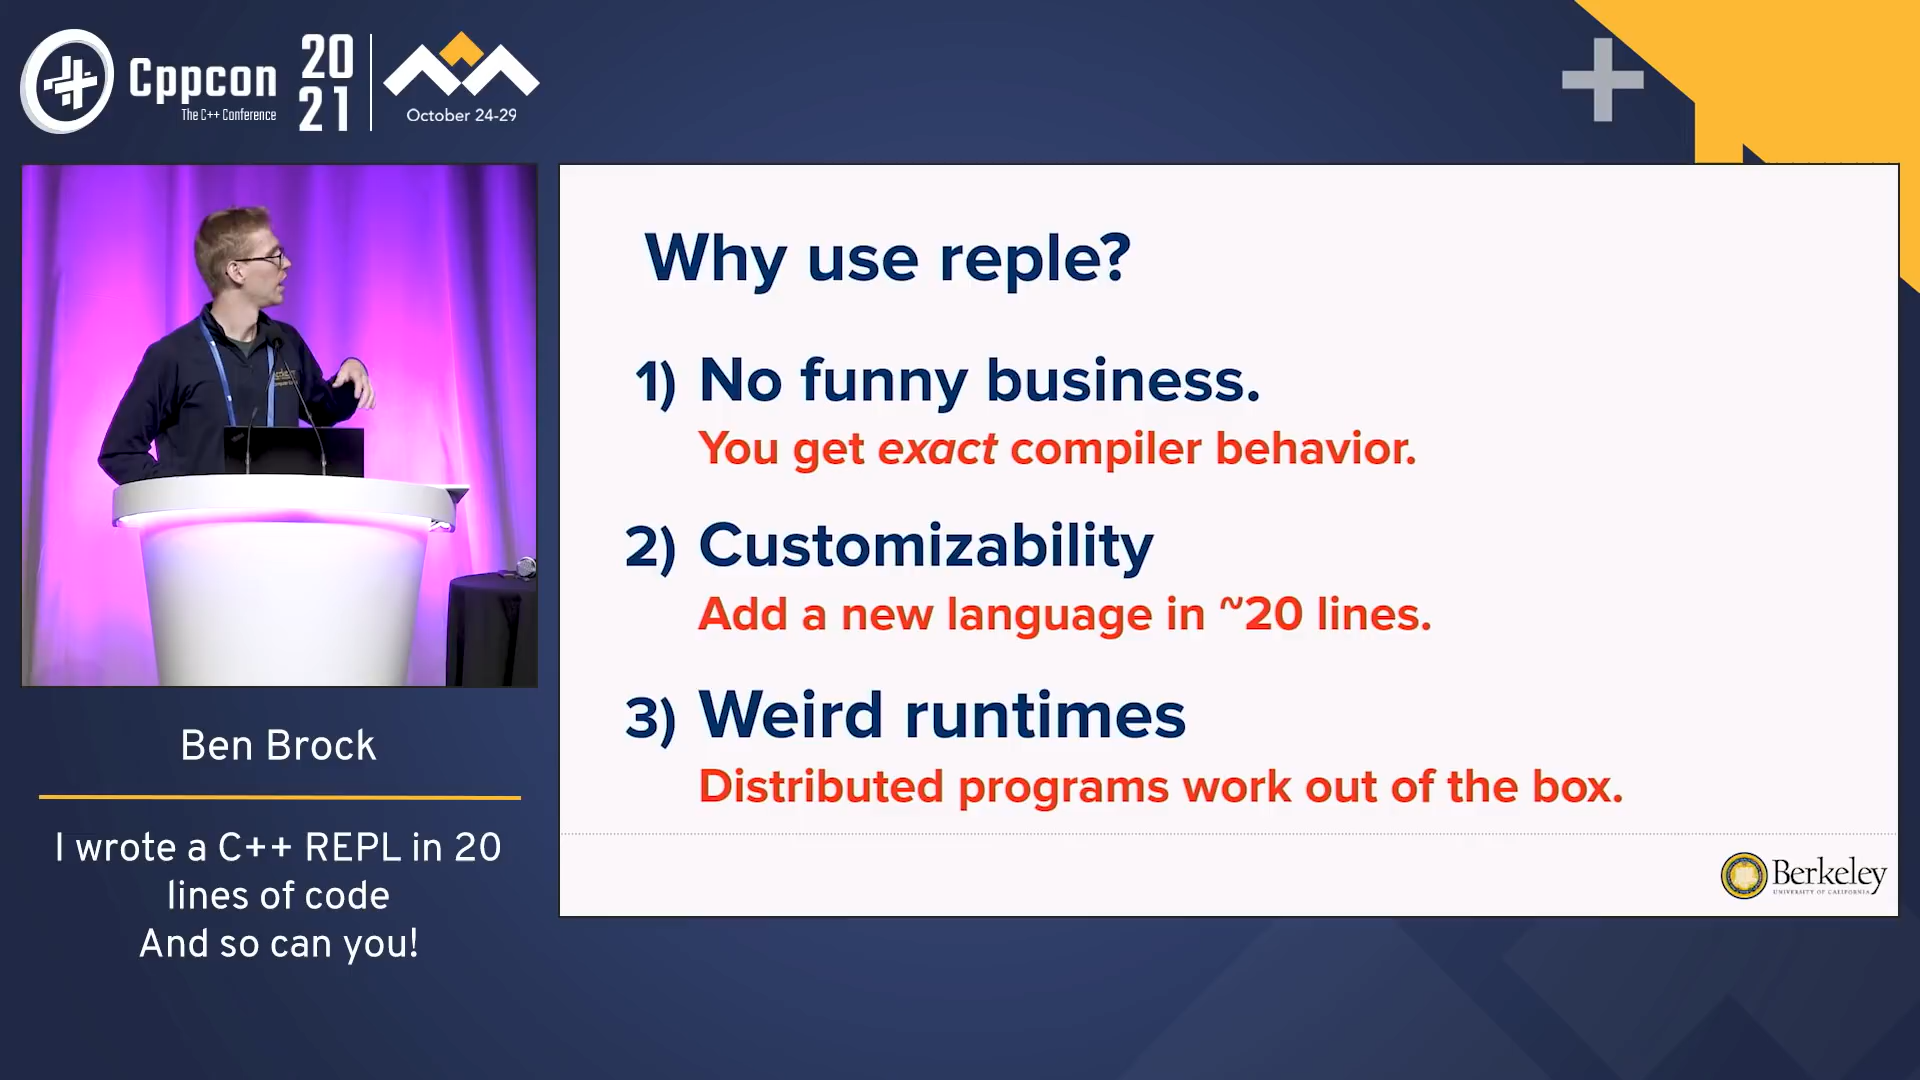 Cppcon
The C++ Conference
20
21
October 24-29
Why use reple?
1) No funny business.
You get exact compiler behavior.
2) Customizability
Add a new language in ~20 lines.
3) Weird runtimes
Distributed programs work out of the box.
Berkeley
UNIVERSITY OF CALIFORNIA
Ben Brock
I wrote a C++ REPL in 20
lines of code
And so can you!